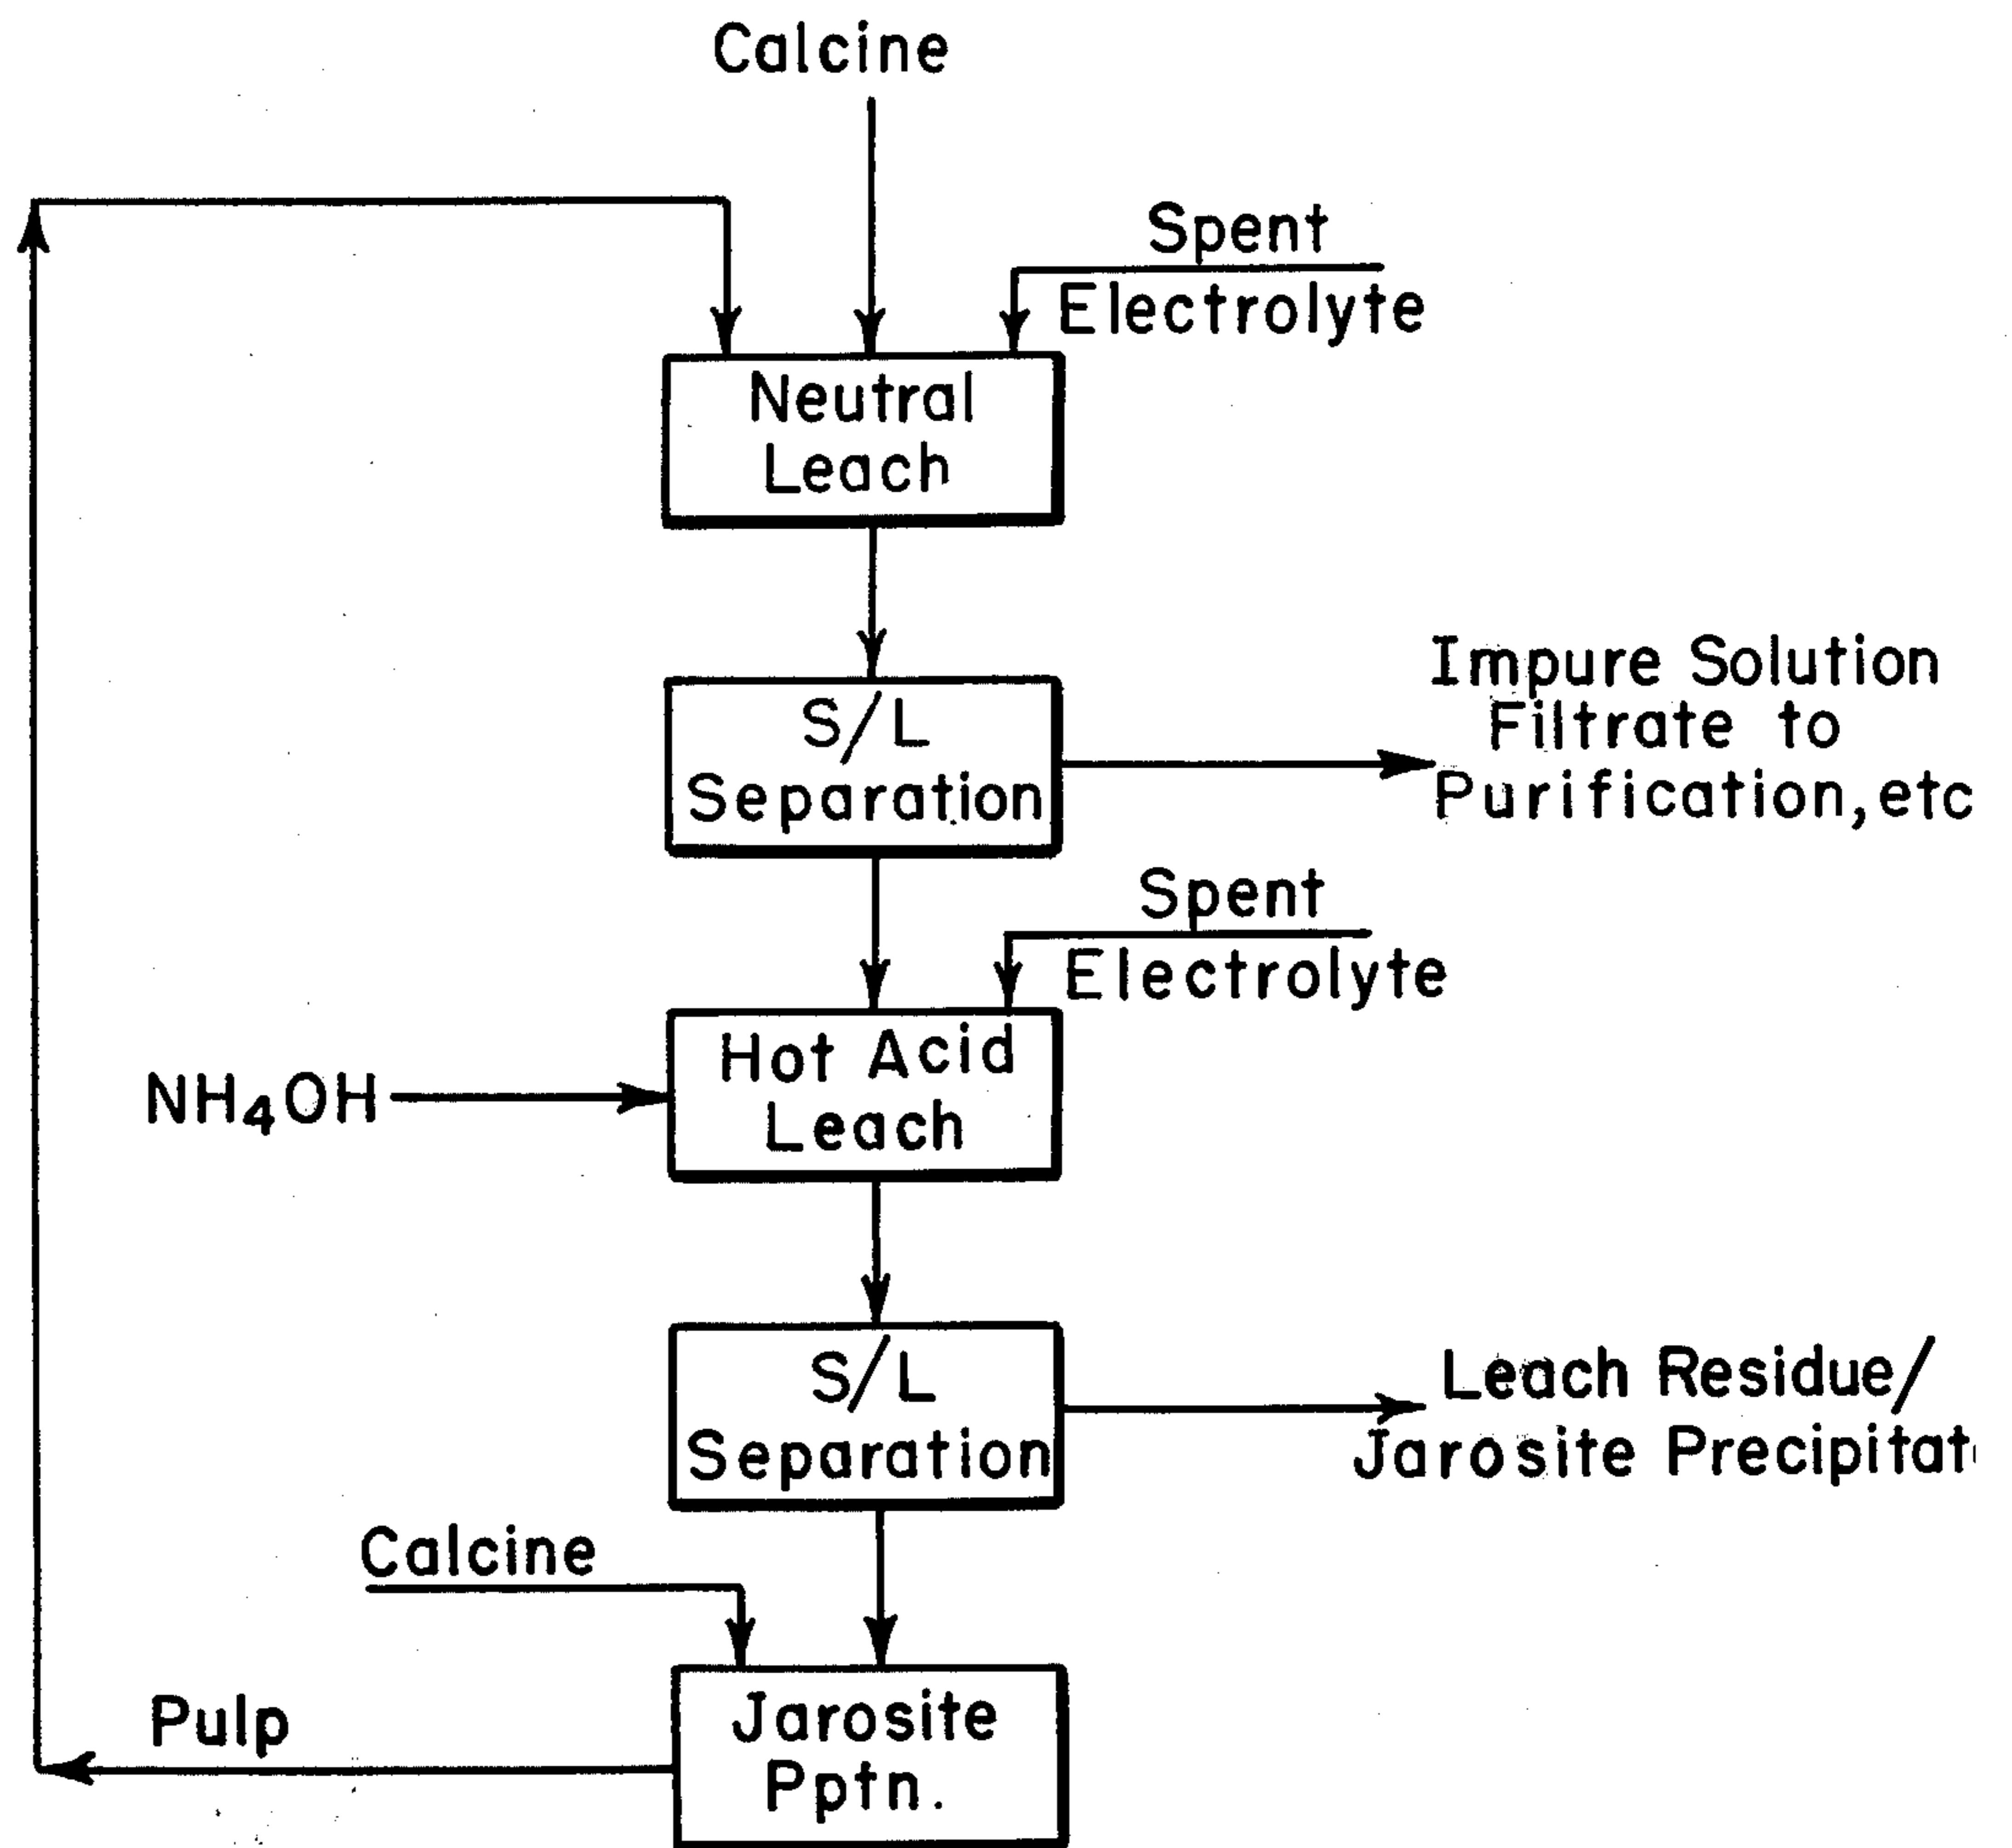 Calcine
Spent
Electrolyte
Neutral
Leach
S/L
Separation
Impure Solution
Filtrate to
Purification, etc
Spent
Electrolyte
NH4OH
Hot Acid
Leach
S/L
Separation
Leach Residue/
Jarosite
Calcine
Pulp
Jarosite
Pptn.